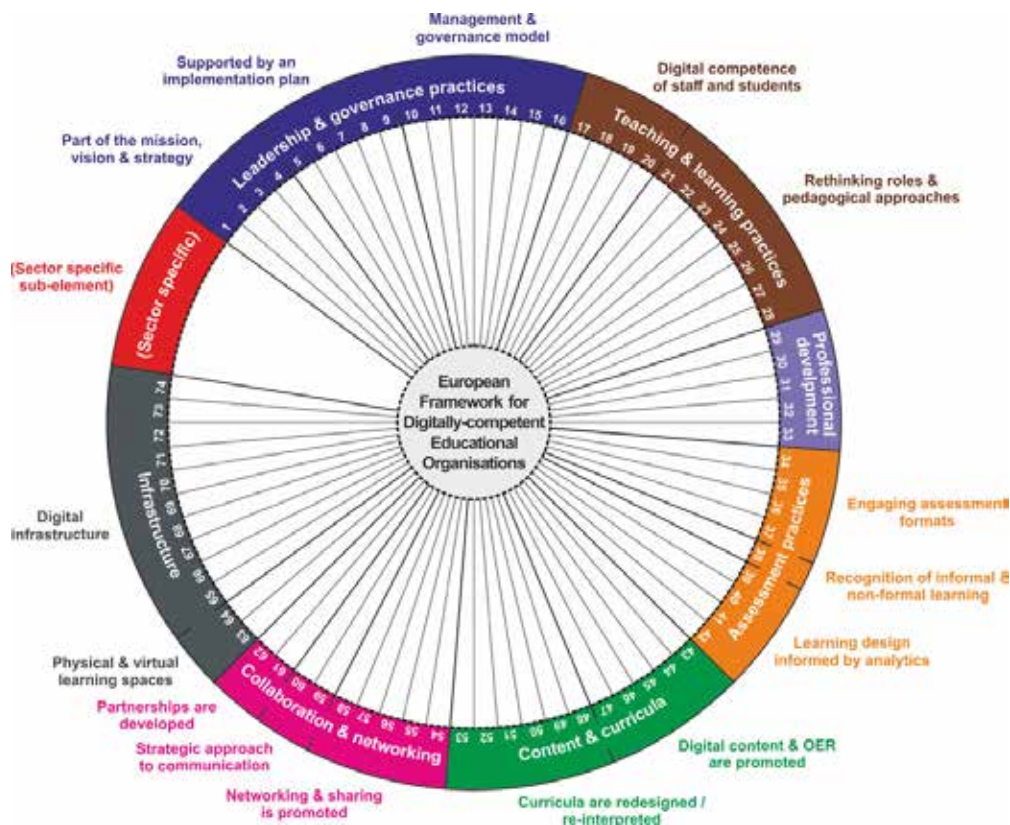 Management &
governance model
Supported by an
implementation plan
Part of the mission,
vision & strategy
Leadership & governance practices
1 2 3 4 5 6 7 8 9 10 11 12 13 14 15 16
Digital competence
of staff and students
Rethinking roles &
pedagogical approaches
Teaching & learning practices
17 18 19 20 21 22 23 24 25 26 27 28
Professional
develpment
29 30 31 32 33
Engaging assessment
formats
Recognition of informal &
non-formal learning
Learning design
informed by analytics
Assessment practices
34 35 36 37 38 39 40 41 42
Digital content & OER
are promoted
Curricula are redesigned /
re-interpreted
Content & curricula
43 44 45 46 47 48 49 50 51 52 53
Networking & sharing
is promoted
Strategic approach
to communication
Partnerships are
developed
Collaboration & networking
54 55 56 57 58 59 60 61 62
Physical & virtual
learning spaces
Digital
infrastructure
Infrastructure
63 64 65 66 67 68 69 70 71 72 73 74
(Sector specific
sub-element)
(Sector specific)
European
Framework for
Digitally-competent
Educational
Organisations